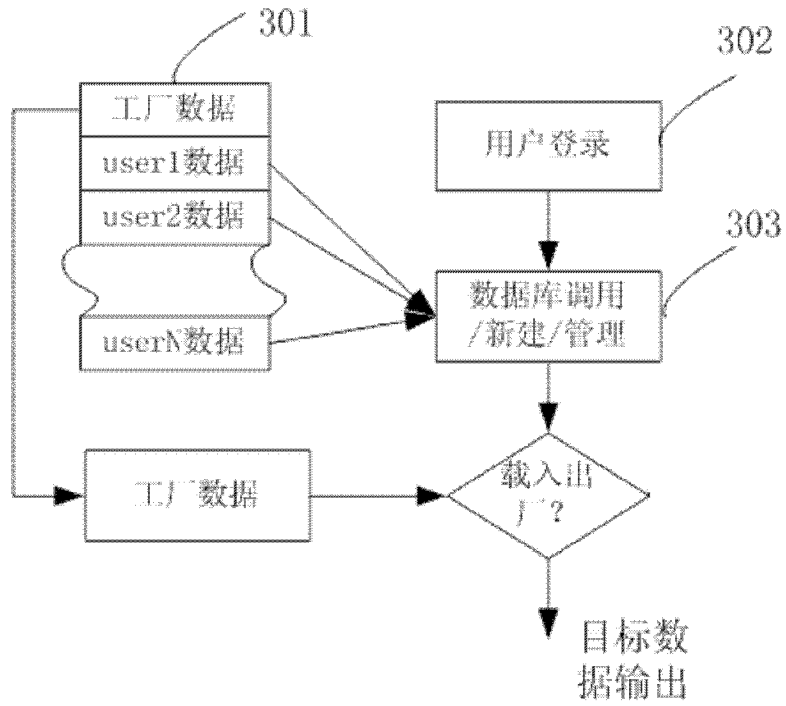 301
工厂数据
user1数据
user2数据
userN数据
302
用户登录
303
数据库调用
/新建/管理
工厂数据
载入出
厂?
目标数
据输出